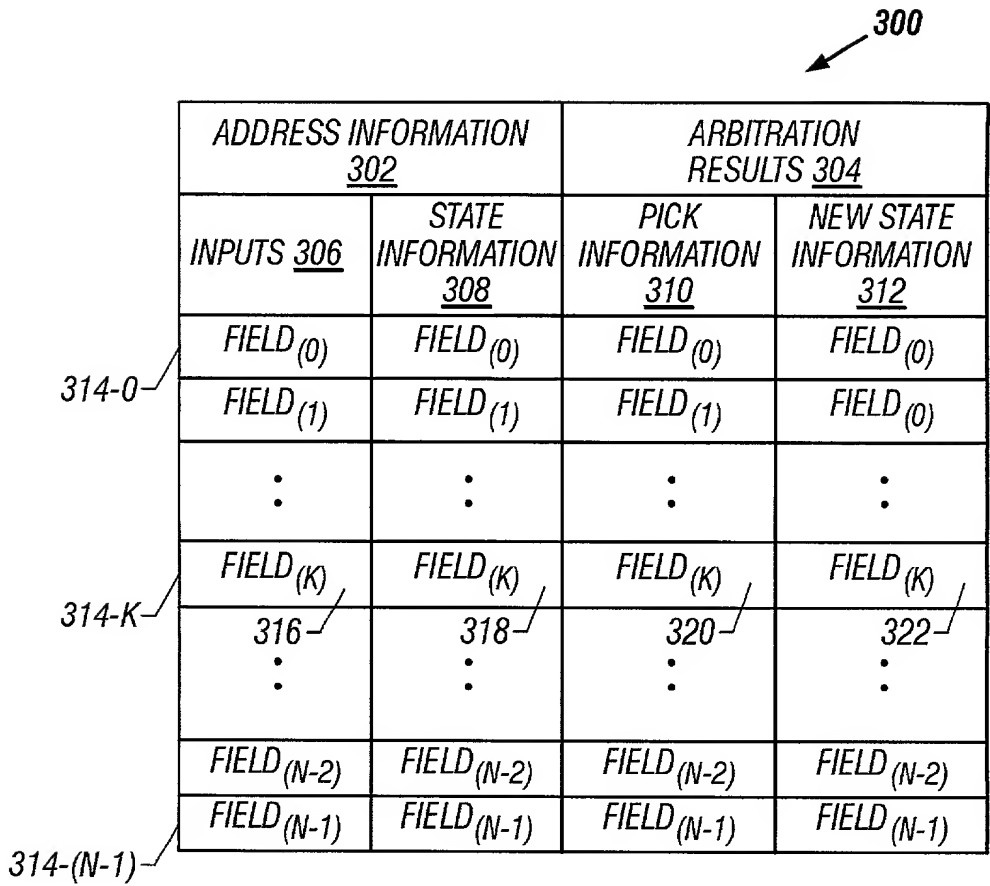 300
ADDRESS INFORMATION
302
ARBITRATION
RESULTS 304
INPUTS 306
STATE
INFORMATION
308
PICK
INFORMATION
310
NEW STATE
INFORMATION
312
314-0
FIELD(0) FIELD(0) FIELD(0) FIELD(0)
FIELD(1) FIELD(1) FIELD(1) FIELD(0)
314-K
FIELD(K) FIELD(K) FIELD(K) FIELD(K)
316 318 320 322
FIELD(N-2) FIELD(N-2) FIELD(N-2) FIELD(N-2)
FIELD(N-1) FIELD(N-1) FIELD(N-1) FIELD(N-1)
314-(N-1)